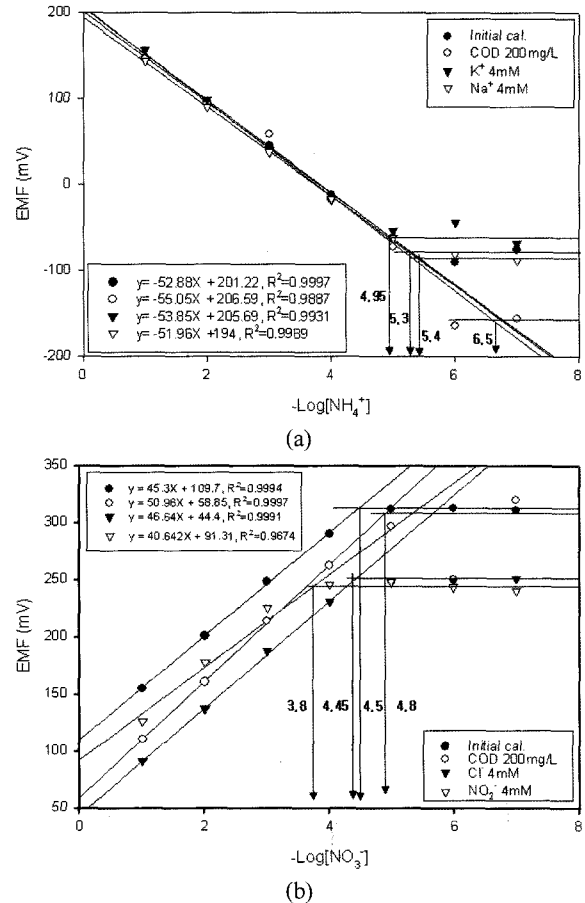 200
100
0
-100
-200
EMF (mV)
Initial cal.
COD 200mg/L
K⁺ 4mM
Na⁺ 4mM
y= -52.88X + 201.22, R²=0.9997
y= -55.05X + 206.59, R²=0.9887
y= -53.85X + 205.69, R²=0.9931
y= -51.96X +194, R²=0.9989
4.95
5.3
5.4
6.5
0 2 4 6 8
-Log[NH₄⁺]
(a)
350
300
250
200
150
100
50
EMF (mV)
y = 45.3X + 109.7, R²=0.9994
y = 50.96X + 58.85, R²=0.9997
y = 46.64X + 44.4, R²=0.9991
y = 40.642X + 91.31, R²=0.9674
3.8 4.45 4.5 4.8
Initial cal.
COD 200mg/L
Cl⁻ 4mM
NO₂⁻ 4mM
0 2 4 6 8
-Log[NO₃⁻]
(b)